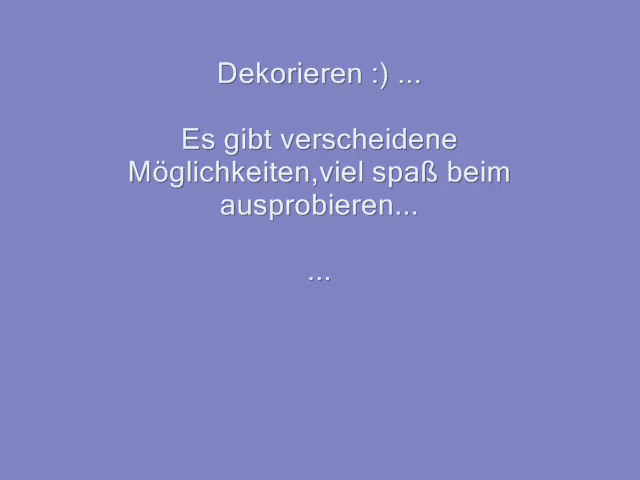 Dekorieren :) ...
Es gibt verscheidene
Möglichkeiten,viel spaß beim
ausprobieren...
...